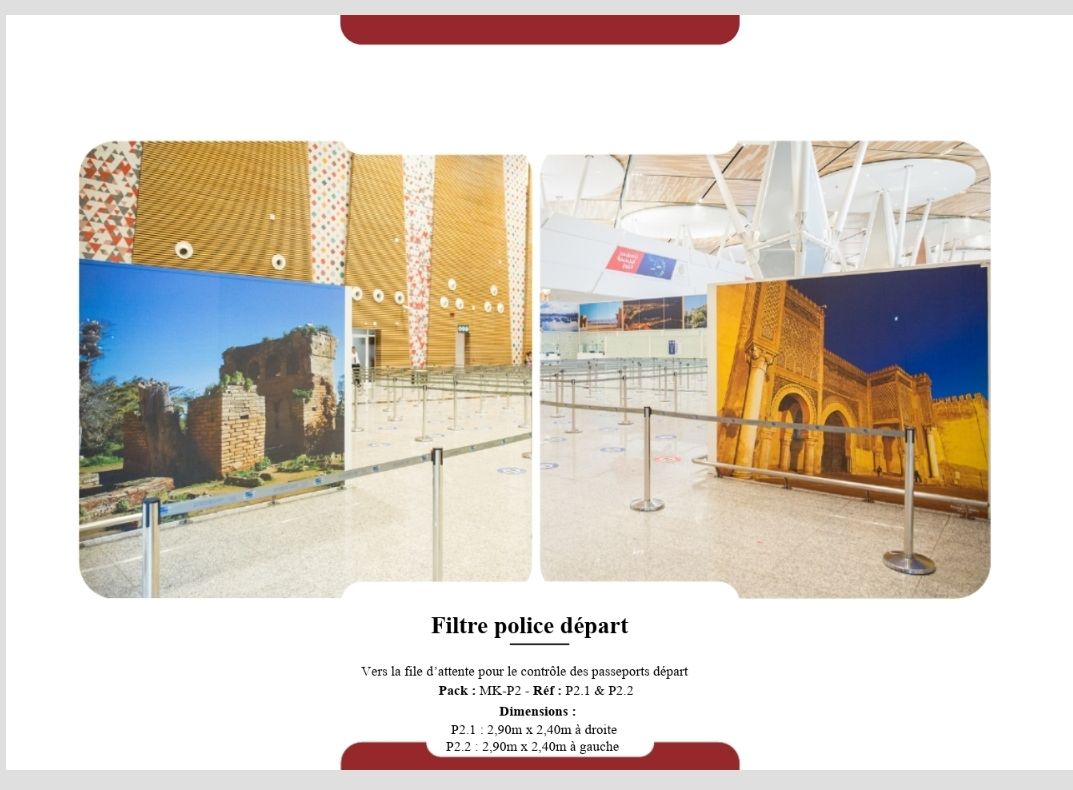 Filtre police départ
Vers la file d’attente pour le contrôle des passeports départ
Pack : MK-P2 - Réf : P2.1 & P2.2
Dimensions :
P2.1 : 2,90m x 2,40m à droite
P2.2 : 2,90m x 2,40m à gauche